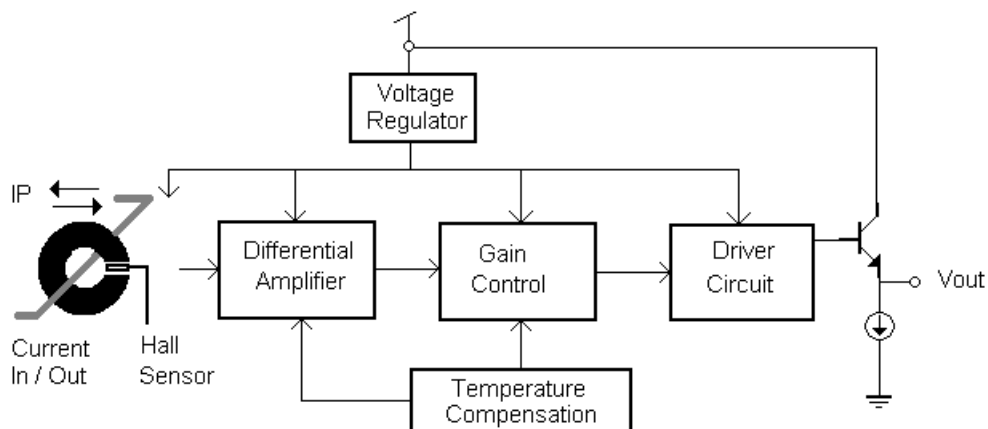 Voltage
Regulator
IP
Differential
Amplifier
Gain
Control
Driver
Circuit
Vout
Current
In / Out
Hall
Sensor
Temperature
Compensation